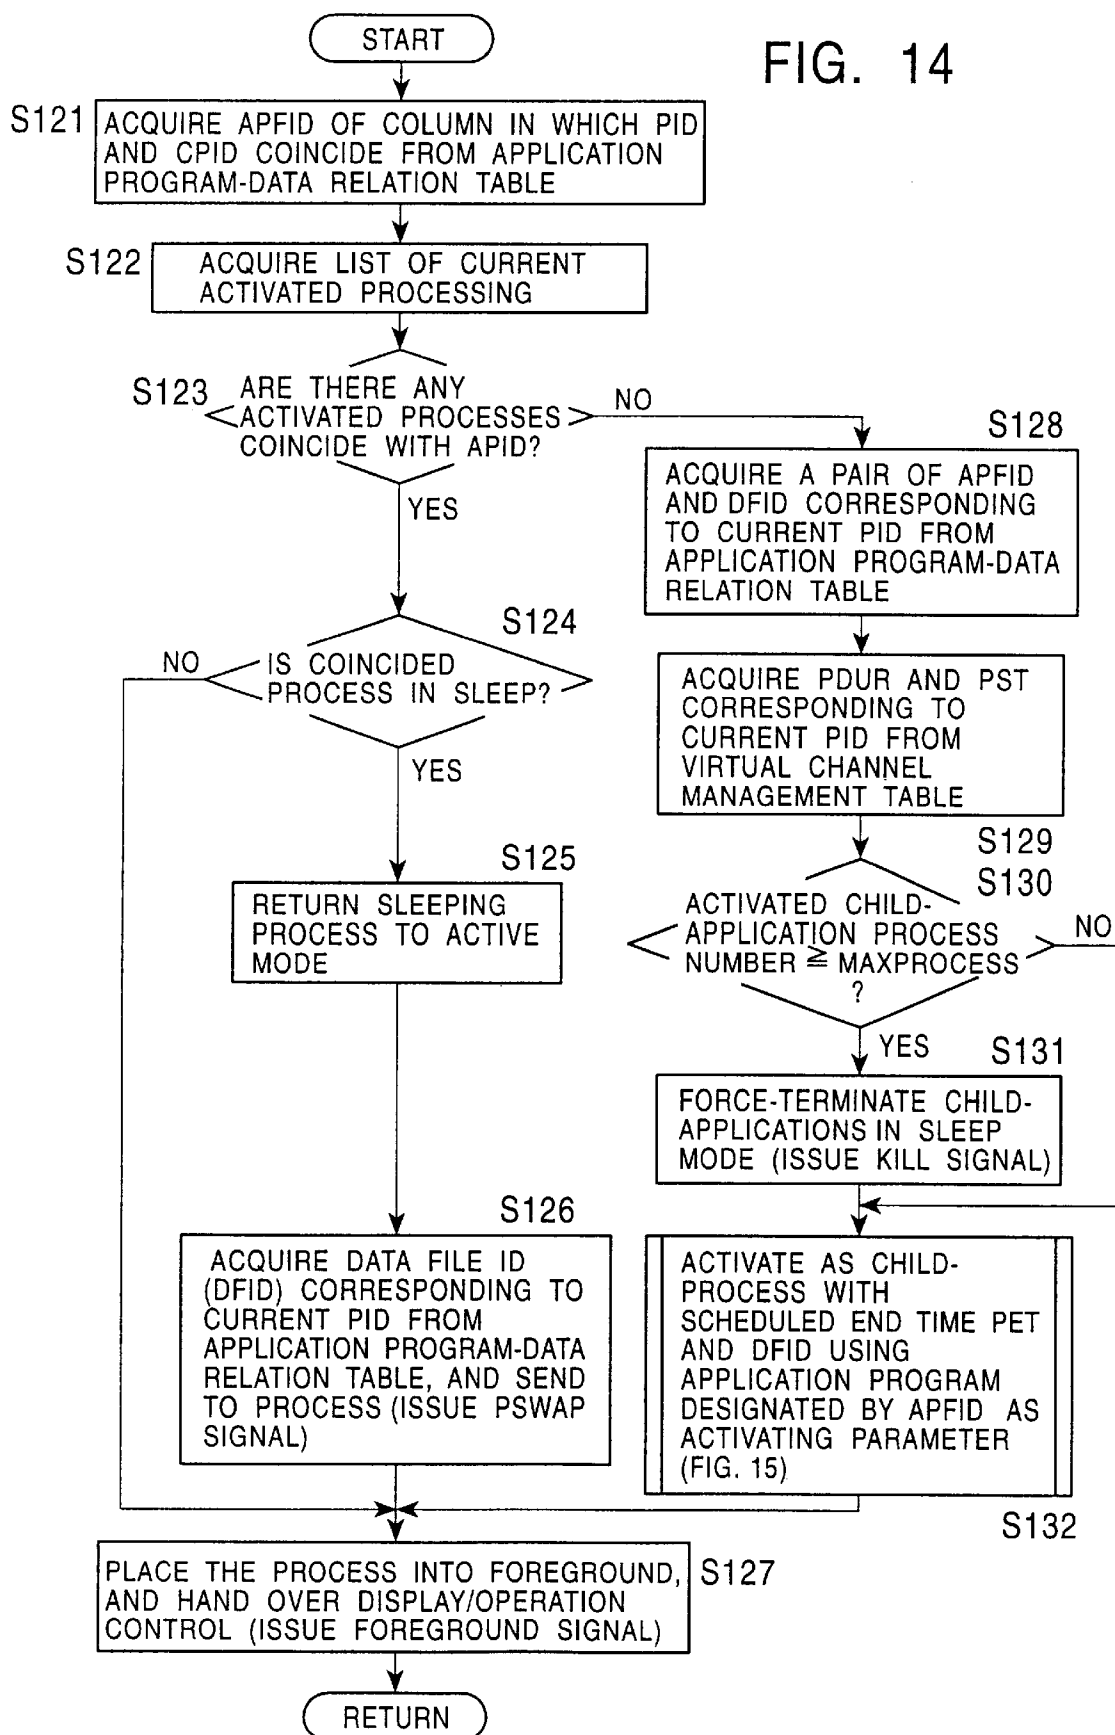 START
FIG. 14
S121
ACQUIRE APFID OF COLUMN IN WHICH PID
AND CPID COINCIDE FROM APPLICATION
PROGRAM-DATA RELATION TABLE
S122
ACQUIRE LIST OF CURRENT
ACTIVATED PROCESSING
S123
ARE THERE ANY
ACTIVATED PROCESSES
COINCIDE WITH APID?
NO
YES
S124
IS COINCIDED
PROCESS IN SLEEP?
NO
YES
S125
RETURN SLEEPING
PROCESS TO ACTIVE
MODE
S126
ACQUIRE DATA FILE ID
(DFID) CORRESPONDING TO
CURRENT PID FROM
APPLICATION PROGRAM-DATA
RELATION TABLE, AND SEND
TO PROCESS (ISSUE PSWAP
SIGNAL)
S128
ACQUIRE A PAIR OF APFID
AND DFID CORRESPONDING
TO CURRENT PID FROM
APPLICATION PROGRAM-DATA
RELATION TABLE
ACQUIRE PDUR AND PST
CORRESPONDING TO
CURRENT PID FROM
VIRTUAL CHANNEL
MANAGEMENT TABLE
S129
S130
ACTIVATED CHILD-
APPLICATION PROCESS
NUMBER ≧ MAXPROCESS
?
NO
YES
S131
FORCE-TERMINATE CHILD-
APPLICATIONS IN SLEEP
MODE (ISSUE KILL SIGNAL)
ACTIVATE AS CHILD-
PROCESS WITH
SCHEDULED END TIME PET
AND DFID USING
APPLICATION PROGRAM
DESIGNATED BY APFID AS
ACTIVATING PARAMETER
(FIG. 15)
S132
PLACE THE PROCESS INTO FOREGROUND,
AND HAND OVER DISPLAY/OPERATION
CONTROL (ISSUE FOREGROUND SIGNAL)
S127
RETURN